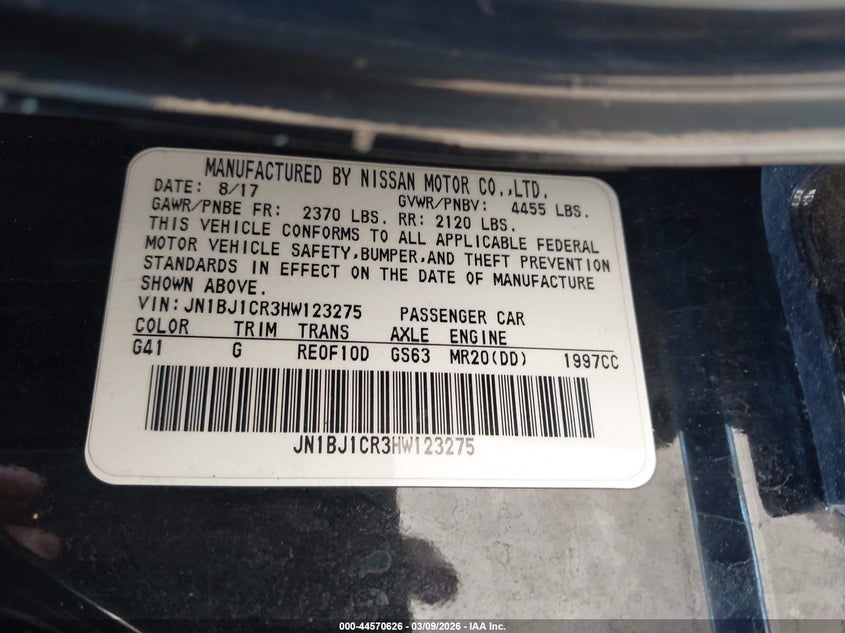 MANUFACTURED BY NISSAN MOTOR CO.,LTD.
DATE: 8/17 GVWR/PNBV: 4455 LBS.
GAWR/PNBE FR: 2370 LBS. RR: 2120 LBS.
THIS VEHICLE CONFORMS TO ALL APPLICABLE FEDERAL
MOTOR VEHICLE SAFETY,BUMPER,AND THEFT PREVENTION
STANDARDS IN EFFECT ON THE DATE OF MANUFACTURE
SHOWN ABOVE.
VIN:JN1BJ1CR3HW123275 PASSENGER CAR
COLOR TRIM TRANS AXLE ENGINE
G41 G RE0F10D GS63 MR20(DD) 1997CC
JN1BJ1CR3HW123275
000-44570626 - 03/09/2026 - IAA Inc.